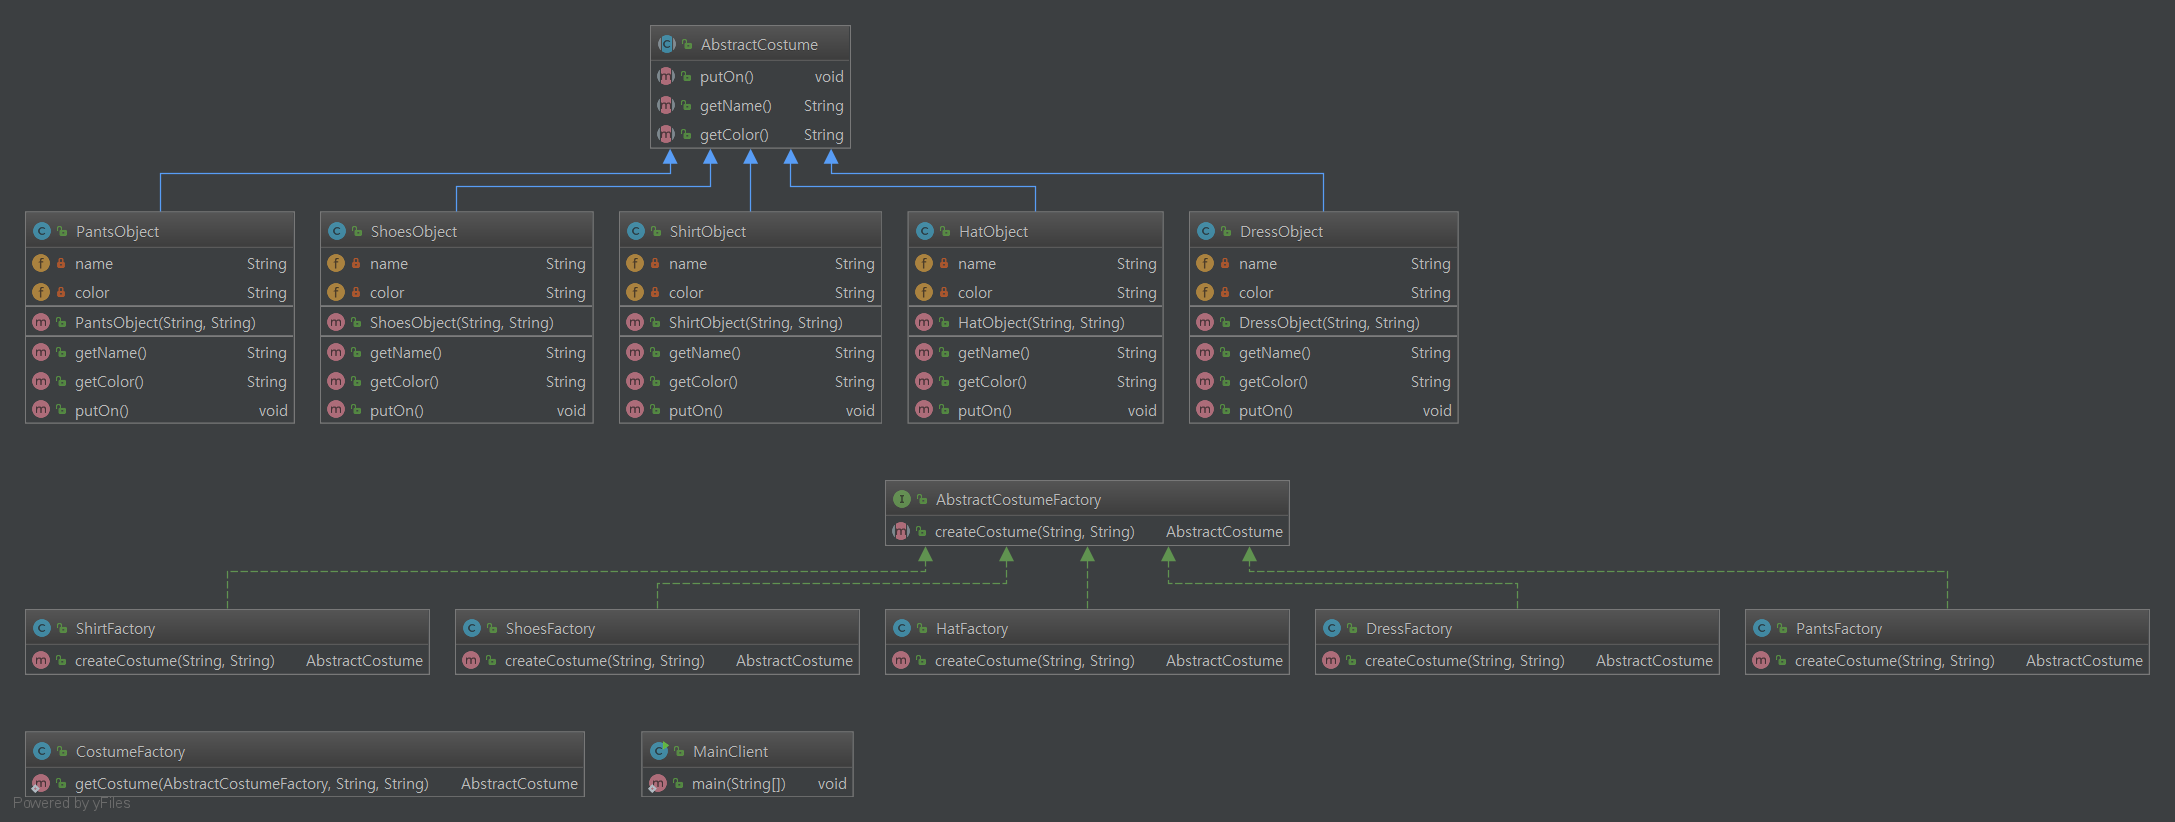 AbstractCostume
putOn() void
getName() String
getColor() String
PantsObject
name String
color String
PantsObject(String, String)
getName() String
getColor() String
putOn() void
ShoesObject
name String
color String
ShoesObject(String, String)
getName() String
getColor() String
putOn() void
ShirtObject
name String
color String
ShirtObject(String, String)
getName() String
getColor() String
putOn() void
HatObject
name String
color String
HatObject(String, String)
getName() String
getColor() String
putOn() void
DressObject
name String
color String
DressObject(String, String)
getName() String
getColor() String
putOn() void
AbstractCostumeFactory
createCostume(String, String) AbstractCostume
ShirtFactory
createCostume(String, String) AbstractCostume
ShoesFactory
createCostume(String, String) AbstractCostume
HatFactory
createCostume(String, String) AbstractCostume
DressFactory
createCostume(String, String) AbstractCostume
PantsFactory
createCostume(String, String) AbstractCostume
CostumeFactory
getCostume(AbstractCostumeFactory, String, String) AbstractCostume
MainClient
main(String[]) void
Powered by yFiles